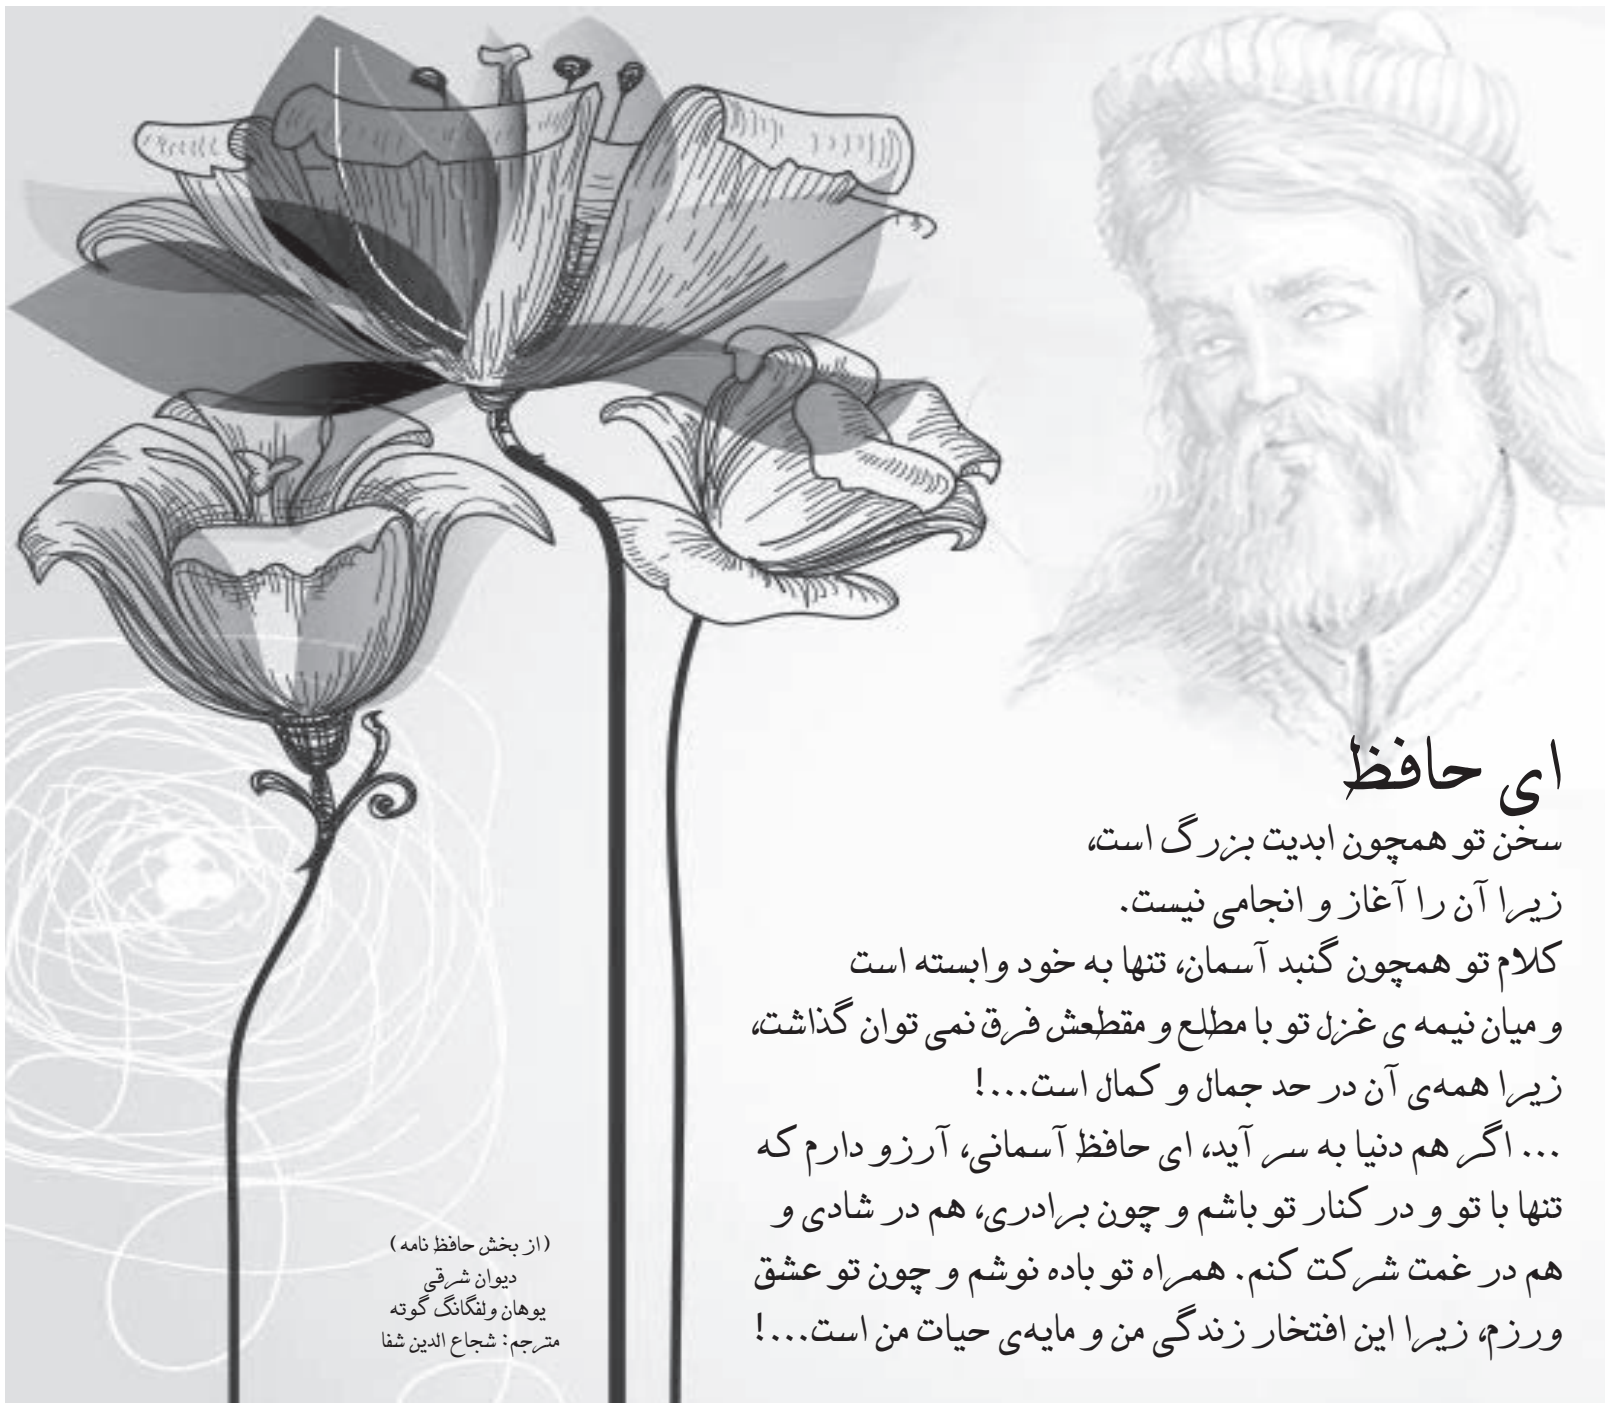 ای حافظ
سخن تو همچون ابدیت بزرگ است،
زیرا آن را آغاز و انجامی نیست.
کلام تو همچون گنبد آسمان، تنها به خود وابسته است
و میان نیمه ی غزل تو با مطلع و مقطعش فرق نمی توان گذاشت،
زیرا همه‌ی آن در حد جمال و کمال است...!
... اگر هم دنیا به سر آید، ای حافظ آسمانی، آرزو دارم که
تنها با تو و در کنار تو باشم و چون برادری، هم در شادی و
هم در غمت شرکت کنم. همراه تو باده نوشم و چون تو عشق
ورزم، زیرا این افتخار زندگی من و مایه‌ی حیات من است...!
(از بخش حافظ نامه)
دیوان شرقی
یوهان ولفگانگ گوته
مترجم: شجاع الدین شفا